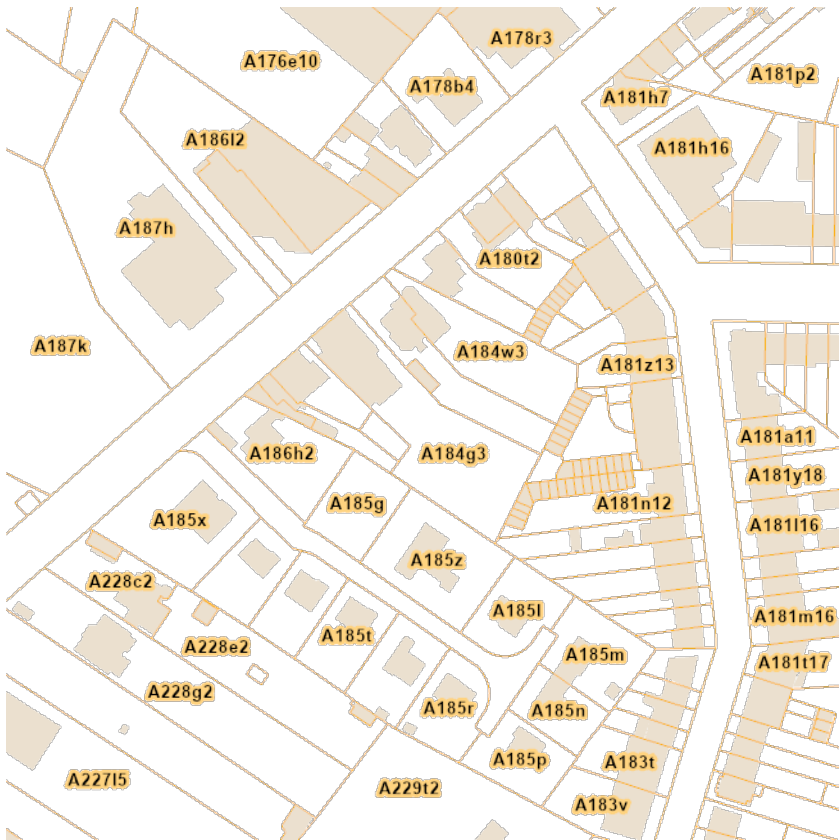 A178r3
A176e10
A181p2
A178b4
A181h7
A186l2
A181h16
A187h
A180t2
A187k
A184w3
A181z13
A181a11
A186h2
A184g3
A181y18
A185g
A181n12
A185x
A181l16
A185z
A228c2
A185l
A181m16
A185t
A228e2
A185m
A181t17
A228g2
A185r
A185n
A185p
A183t
A227l5
A229t2
A183v